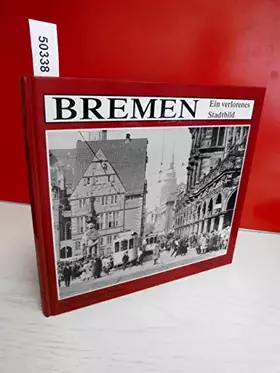 50338
BREMEN
Ein verlorenes
Stadtbild